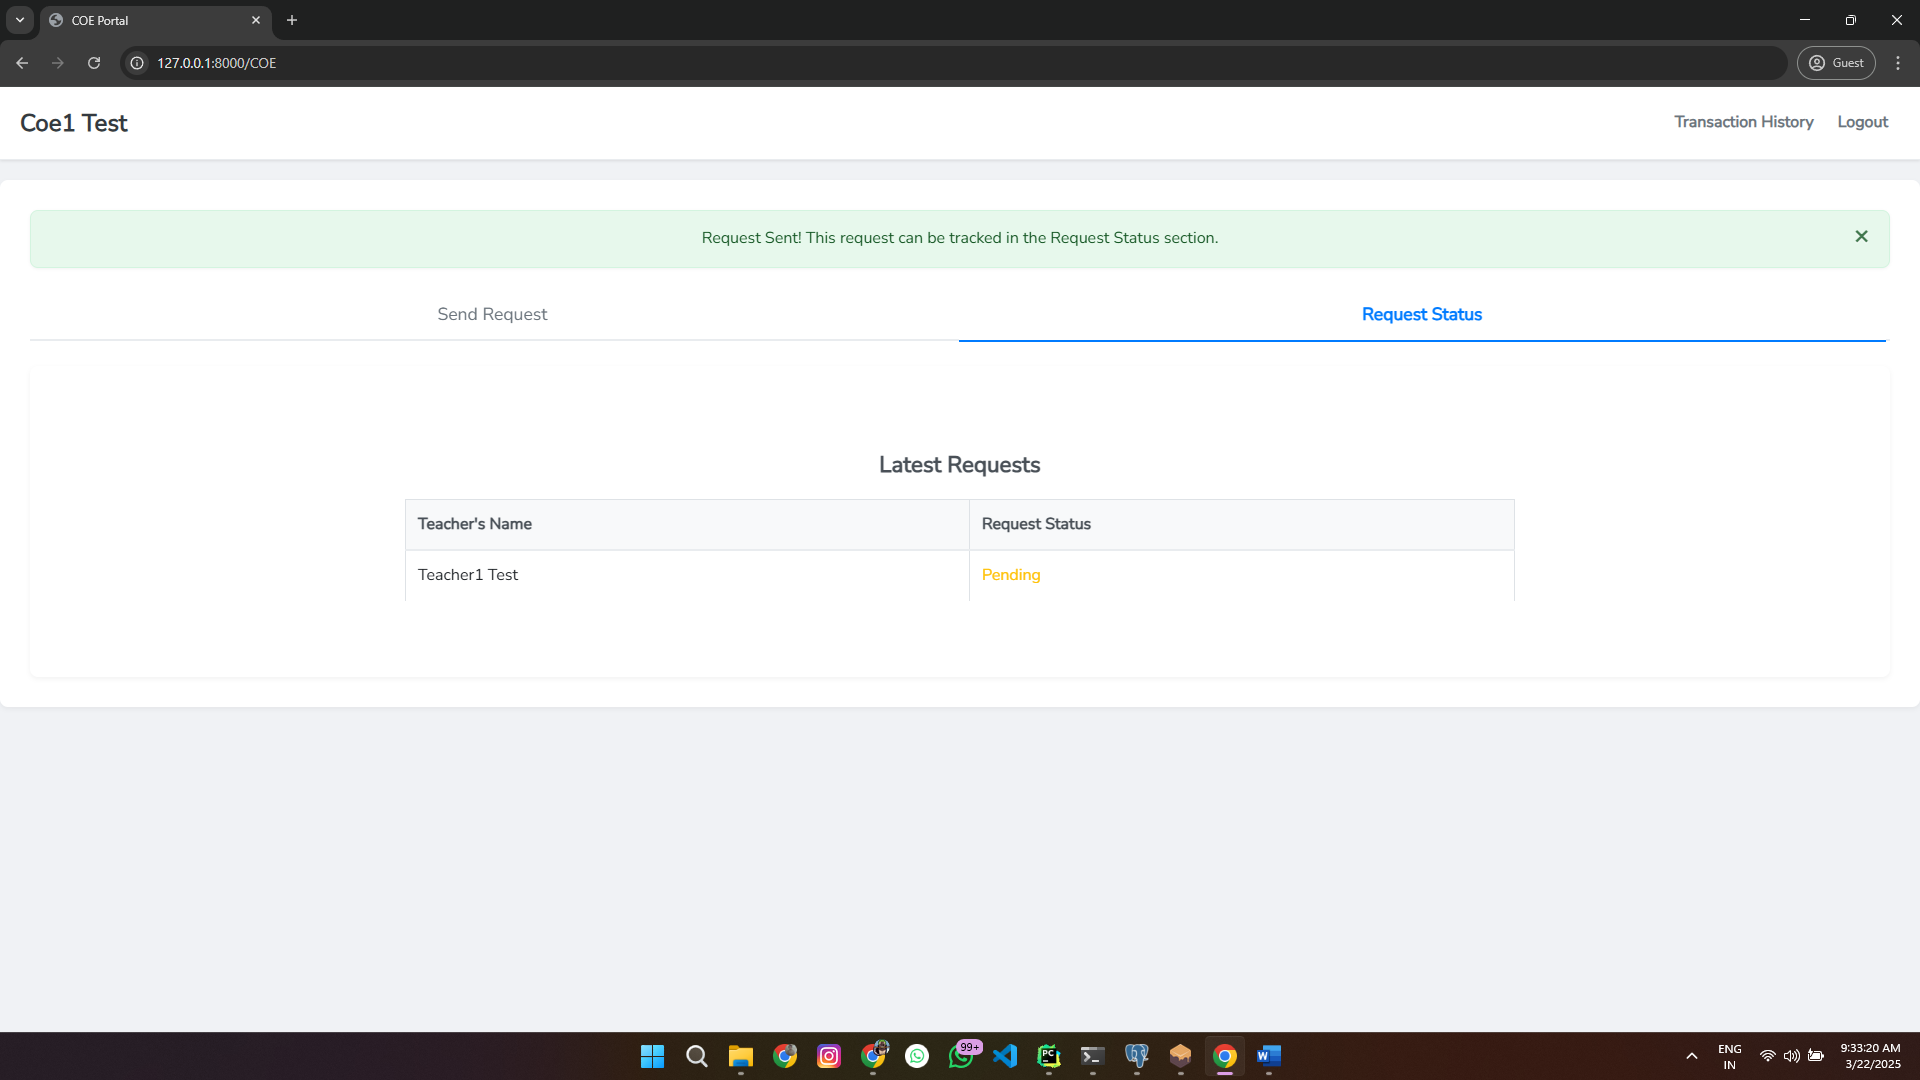 COE Portal
127.0.0.1:8000/COE
Guest
Coe1 Test
Transaction History
Logout
Request Sent! This request can be tracked in the Request Status section.
Send Request
Request Status
Latest Requests
Teacher's Name
Request Status
Teacher1 Test
Pending
99+
PC
W
ENG
IN
9:33:20 AM
3/22/2025